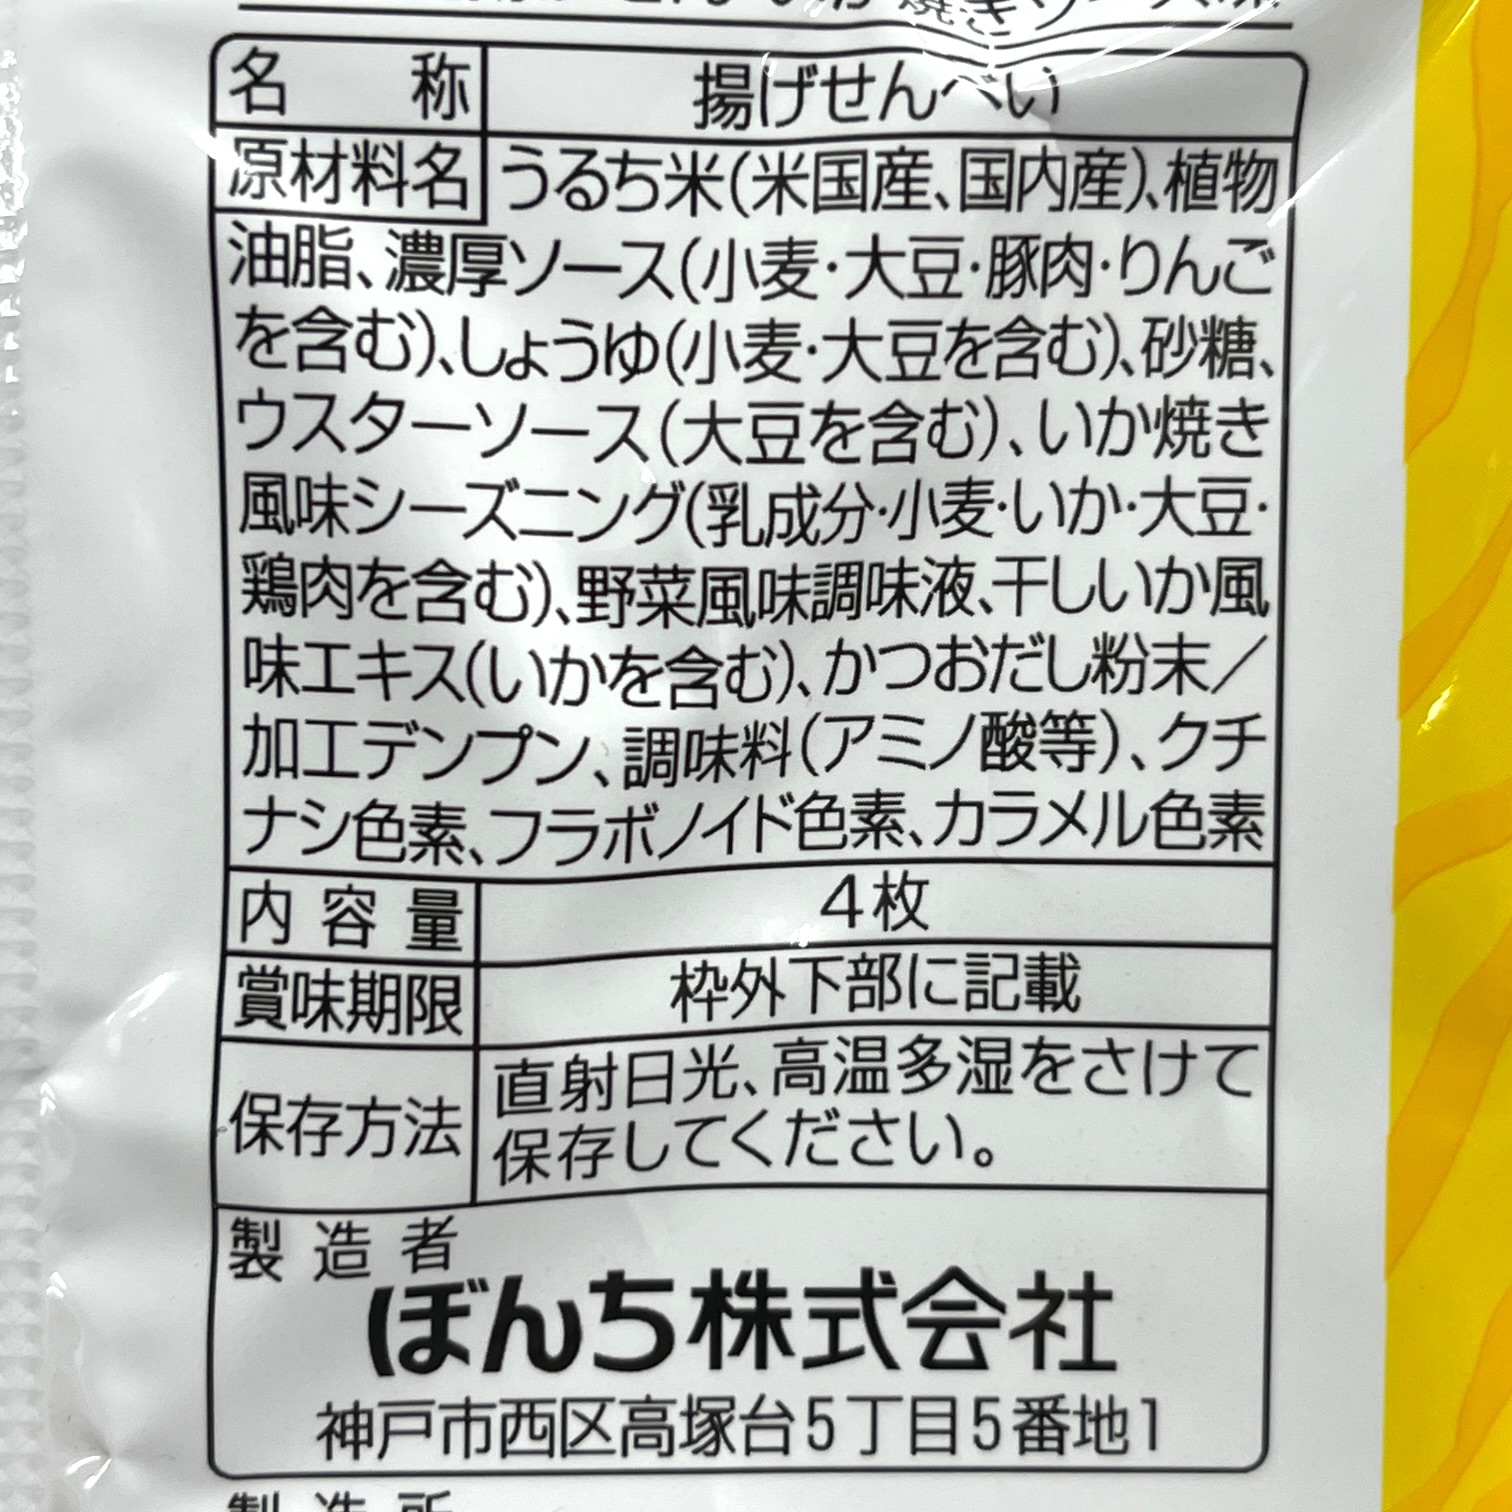 焼きソース味
名称 揚げせんべい
原材料名 うるち米(米国産、国内産)、植物
油脂、濃厚ソース(小麦・大豆・豚肉・りんご
を含む)、しょうゆ(小麦・大豆を含む)、砂糖、
ウスターソース(大豆を含む)、いか焼き
風味シーズニング(乳成分・小麦・いか・大豆・
鶏肉を含む)、野菜風味調味液、干しいか風
味エキス(いかを含む)、かつおだし粉末／
加工デンプン、調味料(アミノ酸等)、クチ
ナシ色素、フラボノイド色素、カラメル色素
内容量 4枚
賞味期限 枠外下部に記載
保存方法 直射日光、高温多湿をさけて
保存してください。
製造者
ぼんち株式会社
神戸市西区高塚台5丁目5番地1
製造所